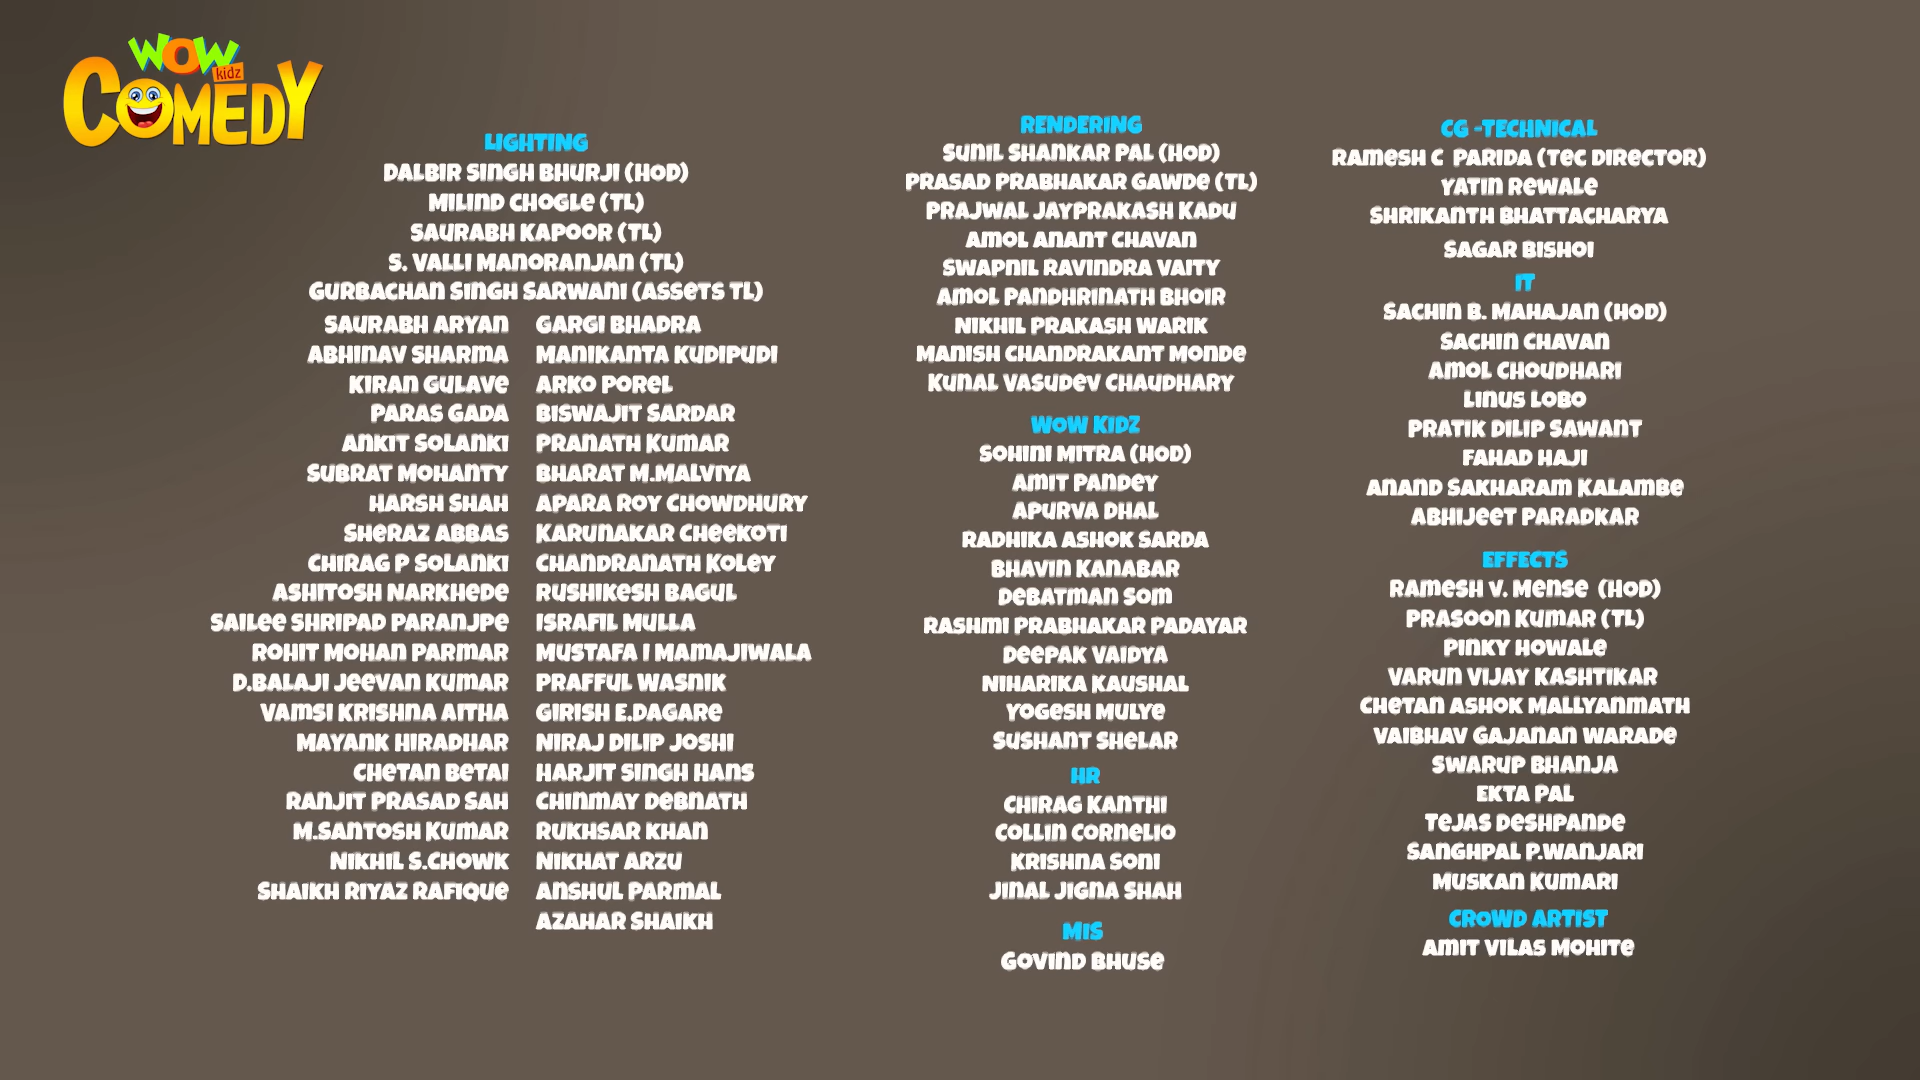 WOW
kidz
COMEDY
LIGHTING
DALBIR SINGH BHURJI (HOD)
MILIND CHOGLE (TL)
SAURABH KAPOOR (TL)
S. VALLI MANORANJAN (TL)
GURBACHAN SINGH SARWANI (ASSETS TL)
SAURABH ARYAN GARGI BHADRA
ABHINAV SHARMA MANIKANTA KUDIPUDI
KIRAN GULAVE ARKO POREL
PARAS GADA BISWAJIT SARDAR
ANKIT SOLANKI PRANATH KUMAR
SUBRAT MOHANTY BHARAT M.MALVIYA
HARSH SHAH APARA ROY CHOWDHURY
SHERAZ ABBAS KARUNAKAR CHEEKOTI
CHIRAG P SOLANKI CHANDRANATH KOLEY
ASHITOSH NARKHEDE RUSHIKESH BAGUL
SAILEE SHRIPAD PARANJPE ISRAFIL MULLA
ROHIT MOHAN PARMAR MUSTAFA I MAMAJIWALA
D.BALAJI JEEVAN KUMAR PRAFFUL WASNIK
VAMSI KRISHNA AITHA GIRISH E.DAGARE
MAYANK HIRADHAR NIRAJ DILIP JOSHI
CHETAN BETAI HARJIT SINGH HANS
RANJIT PRASAD SAH CHINMAY DEBNATH
M.SANTOSH KUMAR RUKHSAR KHAN
NIKHIL S.CHOWK NIKHAT ARZU
SHAIKH RIYAZ RAFIQUE ANSHUL PARMAL
AZAHAR SHAIKH
RENDERING
SUNIL SHANKAR PAL (HOD)
PRASAD PRABHAKAR GAWDE (TL)
PRAJWAL JAYPRAKASH KADU
AMOL ANANT CHAVAN
SWAPNIL RAVINDRA VAITY
AMOL PANDHRINATH BHOIR
NIKHIL PRAKASH WARIK
MANISH CHANDRAKANT MONDE
KUNAL VASUDEV CHAUDHARY
WOW KIDZ
SOHINI MITRA (HOD)
AMIT PANDEY
APURVA DHAL
RADHIKA ASHOK SARDA
BHAVIN KANABAR
DEBATMAN SOM
RASHMI PRABHAKAR PADAYAR
DEEPAK VAIDYA
NIHARIKA KAUSHAL
YOGESH MULYE
SUSHANT SHELAR
HR
CHIRAG KANTHI
COLLIN CORNELIO
KRISHNA SONI
JINAL JIGNA SHAH
MIS
GOVIND BHUSE
CG -TECHNICAL
RAMESH C PARIDA (TEC DIRECTOR)
YATIN REWALE
SHRIKANTH BHATTACHARYA
SAGAR BISHOI
IT
SACHIN B. MAHAJAN (HOD)
SACHIN CHAVAN
AMOL CHOUDHARI
LINUS LOBO
PRATIK DILIP SAWANT
FAHAD HAJI
ANAND SAKHARAM KALAMBE
ABHIJEET PARADKAR
EFFECTS
RAMESH V. MENSE (HOD)
PRASOON KUMAR (TL)
PINKY HOWALE
VARUN VIJAY KASHTIKAR
CHETAN ASHOK MALLYANMATH
VAIBHAV GAJANAN WARADE
SWARUP BHANJA
EKTA PAL
TEJAS DESHPANDE
SANGHPAL P.WANJARI
MUSKAN KUMARI
CROWD ARTIST
AMIT VILAS MOHITE